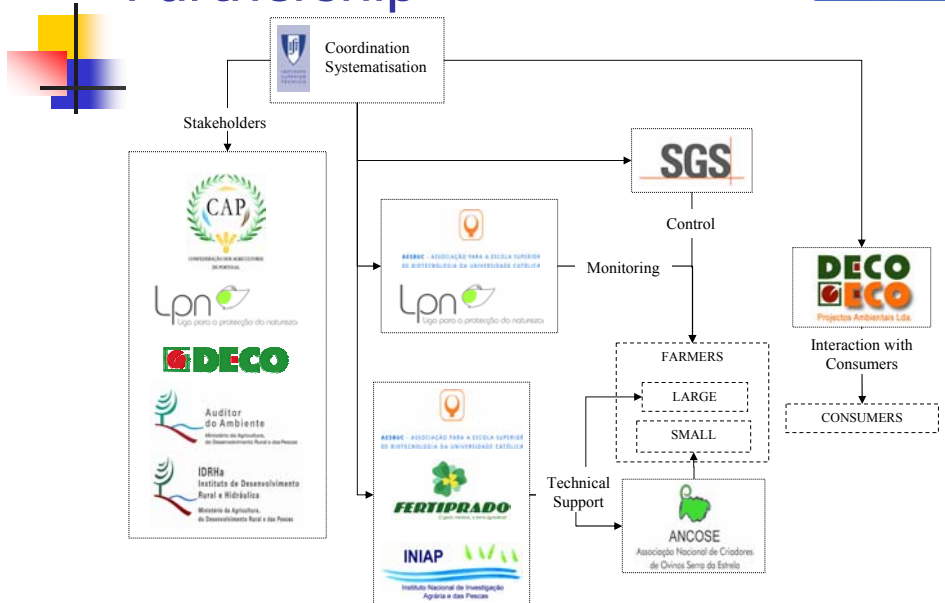 Partnership
INSTITUTO
SUPERIOR
TÉCNICO
Coordination
Systematisation
Stakeholders
CAP
CONFEDERAÇÃO DOS AGRICULTORES
DE PORTUGAL
Lpn
Liga para a protecção da natureza
DECO
Auditor
do Ambiente
Ministério da Agricultura,
do Desenvolvimento Rural e das Pescas
IDRHa
Instituto de Desenvolvimento
Rural e Hidráulica
Ministério da Agricultura,
do Desenvolvimento Rural e das Pescas
AESBUC - ASSOCIAÇÃO PARA A ESCOLA SUPERIOR
DE BIOTECNOLOGIA DA UNIVERSIDADE CATÓLICA
Lpn
Liga para a protecção da natureza
Monitoring
SGS
Control
AESBUC - ASSOCIAÇÃO PARA A ESCOLA SUPERIOR
DE BIOTECNOLOGIA DA UNIVERSIDADE CATÓLICA
FERTIPRADO
INIAP
Instituto Nacional de Investigação
Agrária e das Pescas
Technical
Support
FARMERS
LARGE
SMALL
ANCOSE
Associação Nacional de Criadores
de Ovinos Serra da Estrela
DECO
ECO
Projectos Ambientais Lda.
Interaction with
Consumers
CONSUMERS